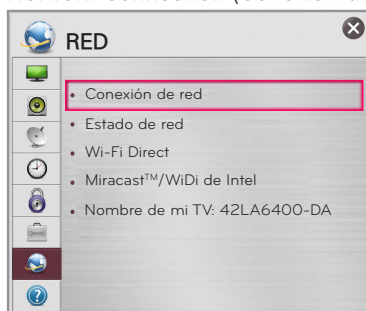 RED
• Conexión de red
• Estado de red
• Wi-Fi Direct
• Miracast™/WiDi de Intel
• Nombre de mi TV: 42LA6400-DA